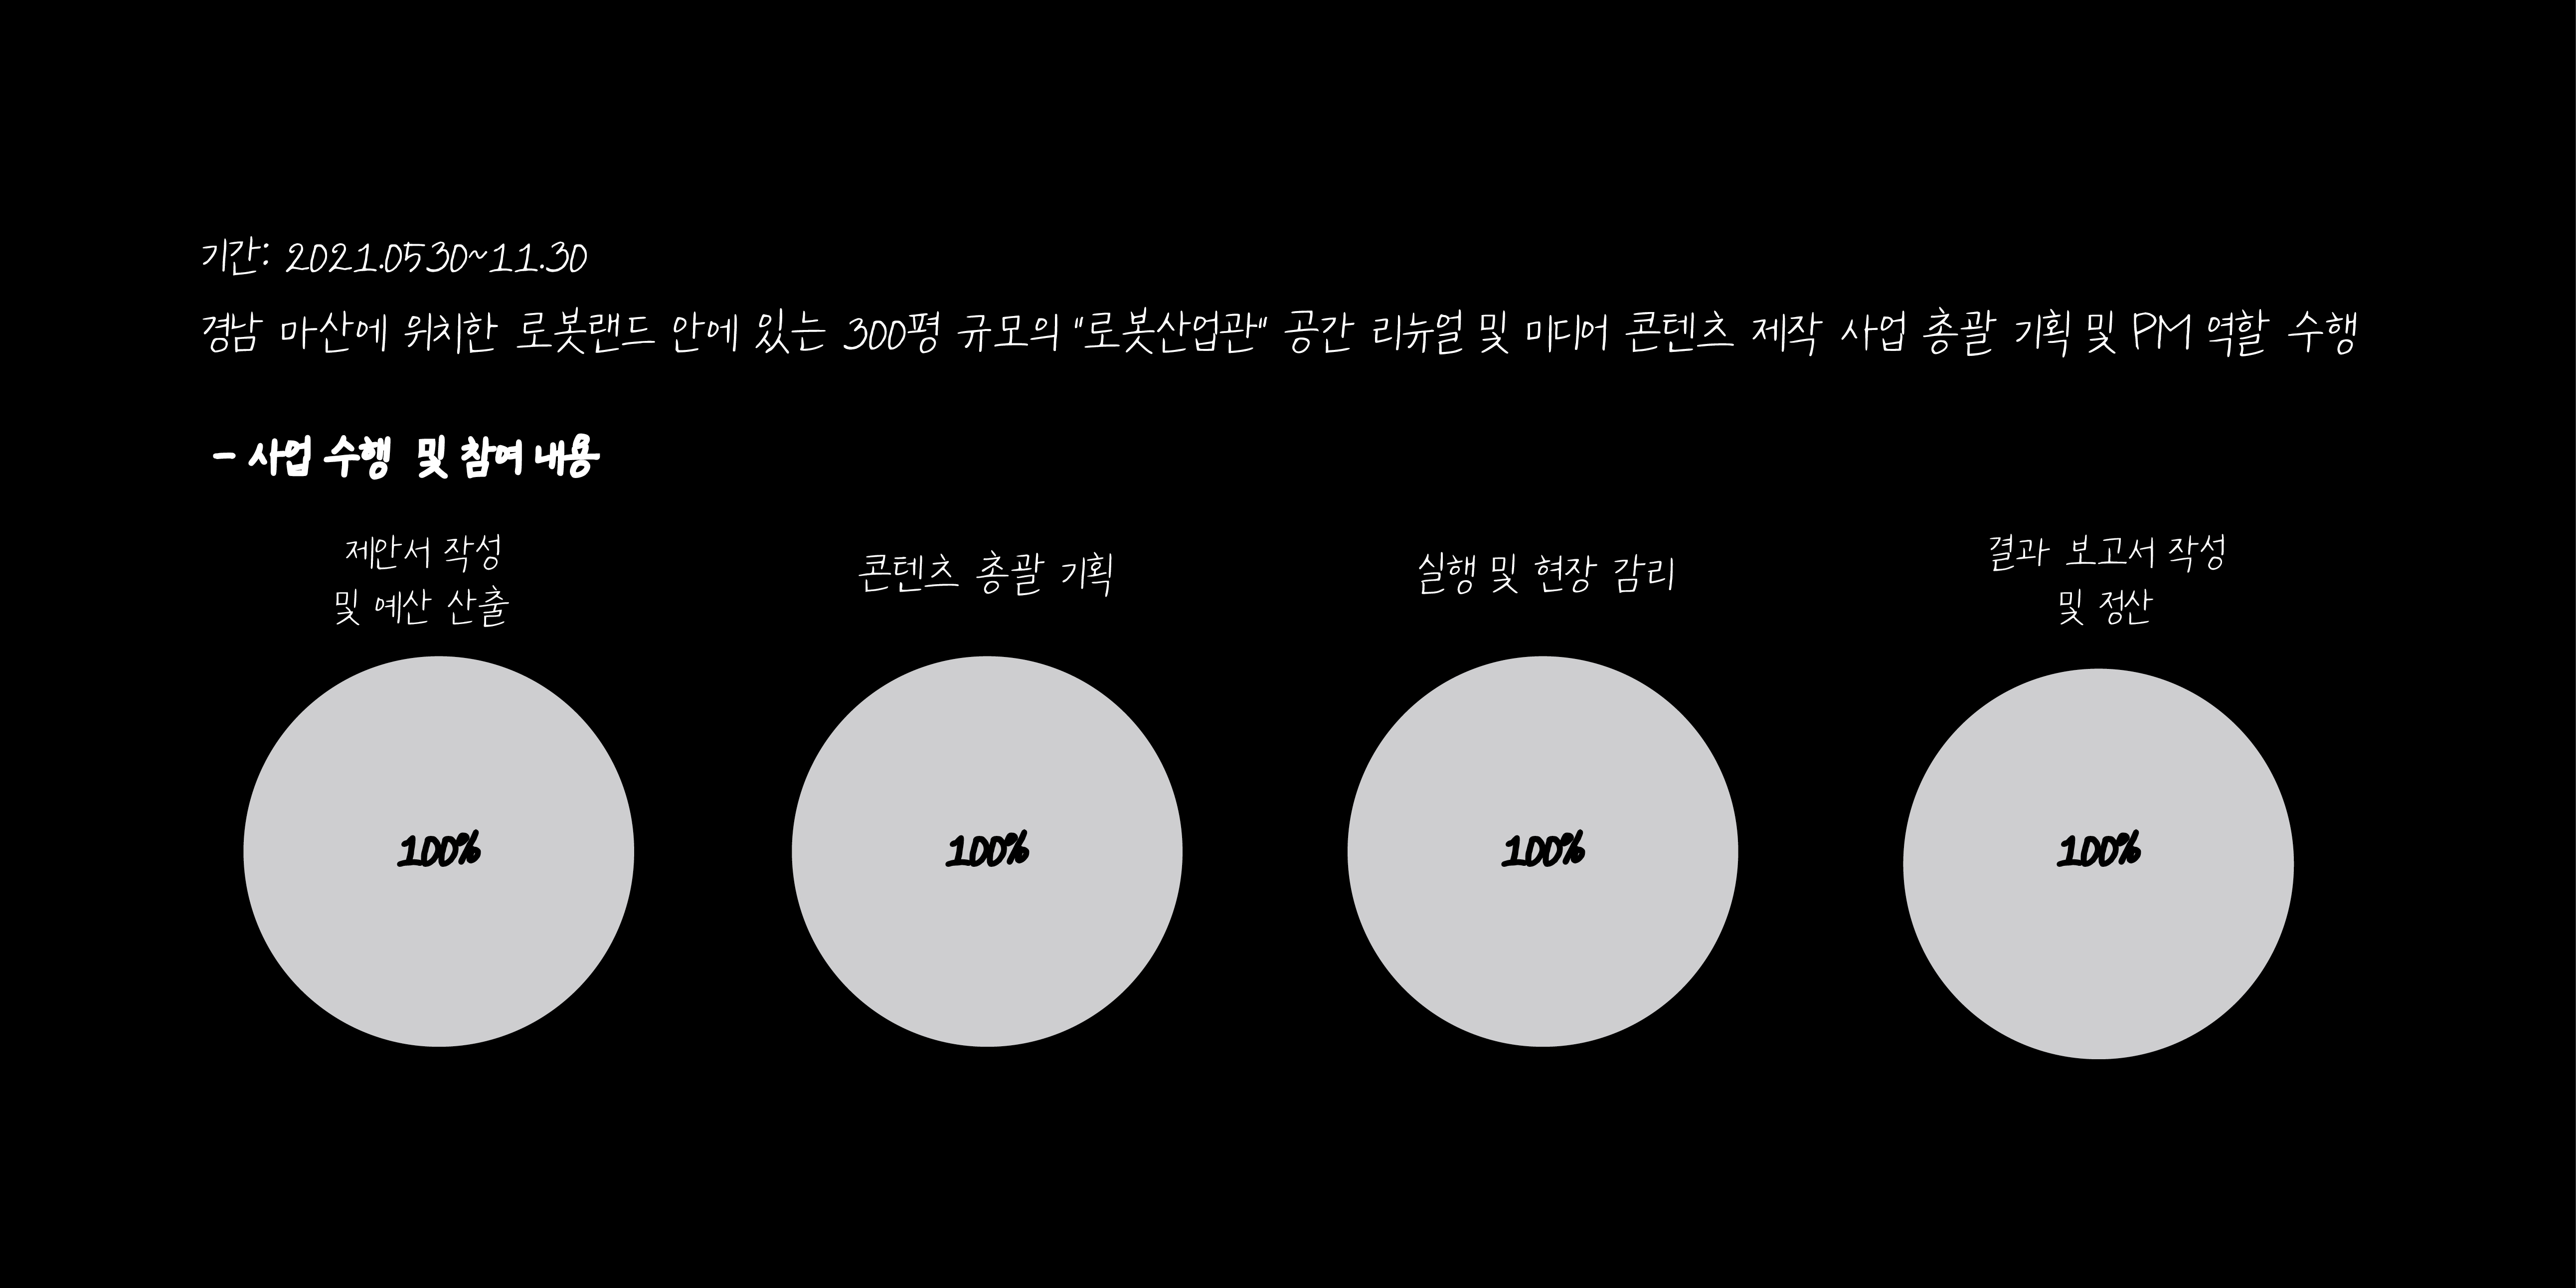 기간: 2021.0530~11.30
경남 마산에 위치한 로봇랜드 안에 있는 300평 규모의 "로봇산업관" 공간 리뉴얼 및 미디어 콘텐츠 제작 사업 총괄 기획 및 PM 역할 수행
- 사업 수행 및 참여 내용
제안서 작성
및 예산 산출
콘텐츠 총괄 기획
실행 및 현장 감리
결과 보고서 작성
및 정산
100%
100%
100%
100%